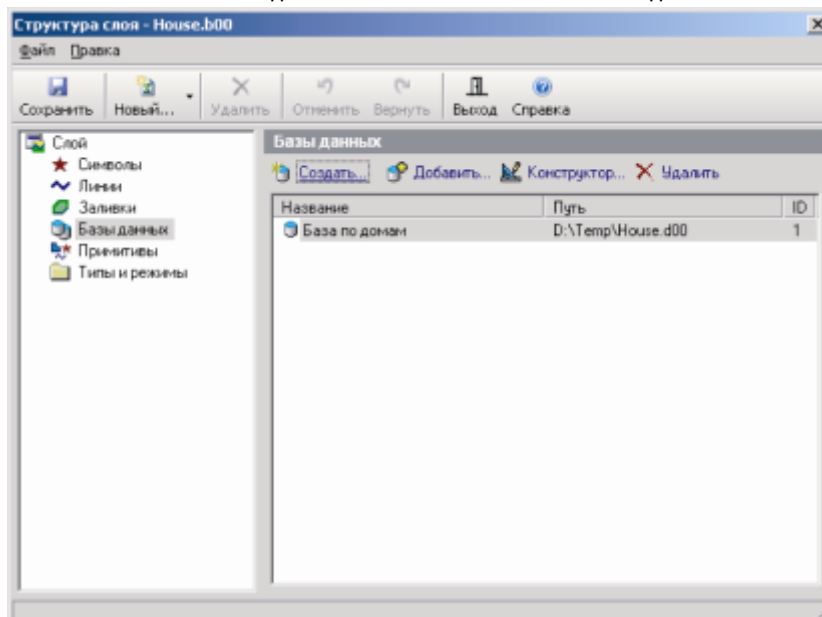 Структура слоя - House.b00
Файл Правка
Сохранить Новый... Удалить Отменить Вернуть Выход Справка
Слой
Символы
Линии
Заливки
Базы данных
Примитивы
Типы и режимы
Базы данных
Создать... Добавить... Конструктор... Удалить
Название Путь ID
База по домам D:\Temp\House.d00 1